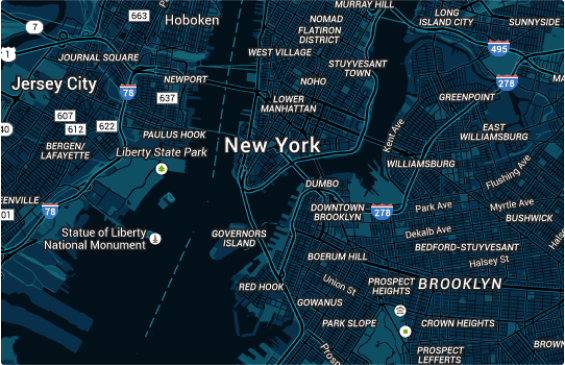 663
Hoboken
MURRAY HILL
NOMAD
FLATIRON
DISTRICT
LONG
ISLAND CITY
SUNNYSIDE
7
1
495
JOURNAL SQUARE
WEST VILLAGE
STUYVESANT
TOWN
Jersey City
NEWPORT
78
637
NOHO
278
GREENPOINT
LOWER
MANHATTAN
607
612
622
40
PAULUS HOOK
New York
Kent Ave
EAST
WILLIAMSBURG
BERGEN/
LAFAYETTE
Liberty State Park
WILLIAMSBURG
Flushing Ave
DUMBO
78
DOWNTOWN
BROOKLYN
278
Park Ave
Myrtle Ave
BUSHWICK
Statue of Liberty
National Monument
GOVERNORS
ISLAND
Dekalb Ave
BEDFORD-STUYVESANT
BOERUM HILL
Halsey St
RED HOOK
Union St
PROSPECT
HEIGHTS
BROOKLYN
GOWANUS
PARK SLOPE
CROWN HEIGHTS
PROSPECT
LEFFERTS